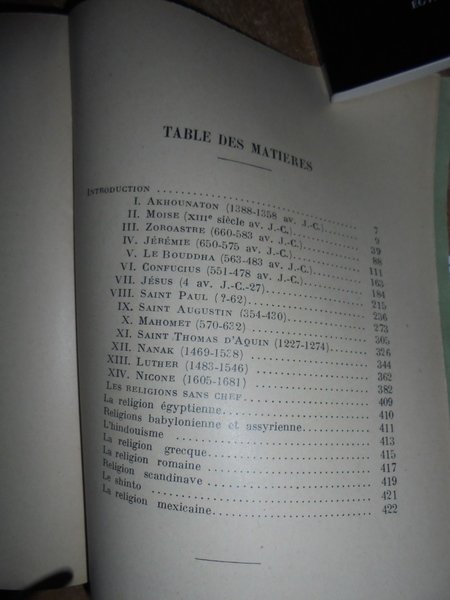 TABLE DES MATIERES
INTRODUCTION 7
I. AKHOUNATON (1388-1358 av. J.-C.) 9
II. MOISE (XIIIe siècle av. J.-C.) 39
III. ZOROASTRE (660-583 av. J.-C.) 88
IV. JÉRÉMIE (650-575 av. J.-C.) 111
V. LE BOUDDHA (563-483 av. J.-C.) 163
VI. CONFUCIUS (551-478 av. J.-C.) 184
VII. JÉSUS (4 av. J.-C.-27) 215
VIII. SAINT PAUL (?-62) 236
IX. SAINT AUGUSTIN (354-430) 273
X. MAHOMET (570-632) 305
XI. SAINT THOMAS D'AQUIN (1227-1274) 326
XII. NANAK (1469-1538) 344
XIII. LUTHER (1483-1546) 362
XIV. NICONE (1605-1681) 382
LES RELIGIONS SANS CHEF 409
La religion égyptienne 410
Religions babylonienne et assyrienne 411
L'hindouisme 413
La religion grecque 415
La religion romaine 417
Religion scandinave 419
Le shinto 421
La religion mexicaine 422